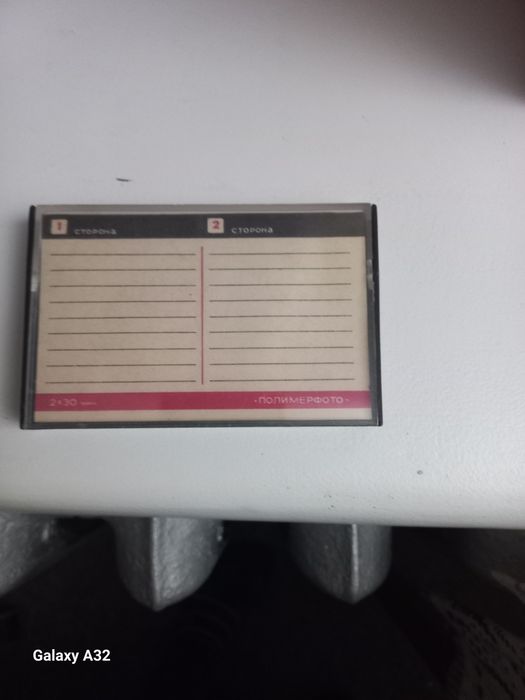 1 сторона 2 сторона
2×30
•ПОЛИМЕРФОТО•
Galaxy A32